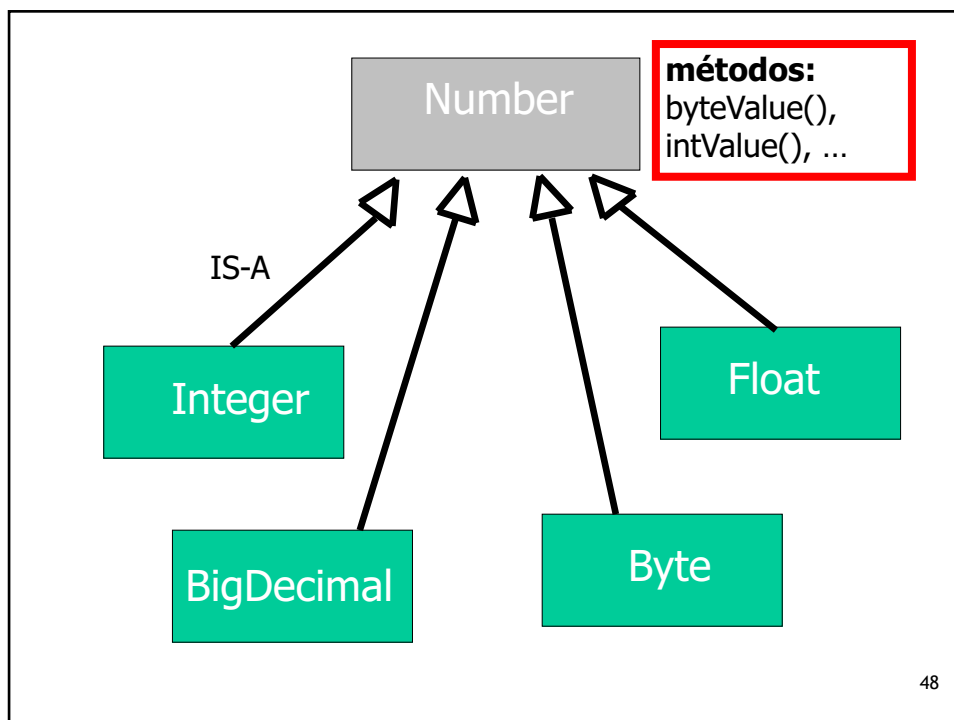 Number
métodos:
byteValue(),
intValue(), ...
IS-A
Integer
Float
BigDecimal
Byte
48